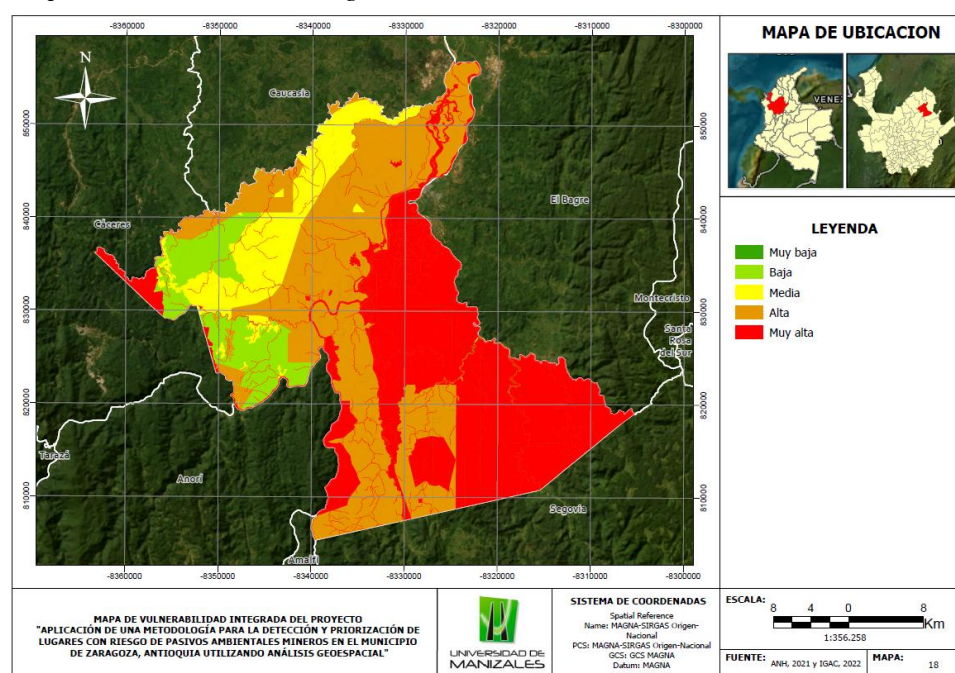 -8360000 -8350000 -8340000 -8330000 -8320000 -8310000 -8300000
MAPA DE UBICACION
N
VENEZ
Caucasia
850000 850000
El Bagre
840000 840000
Cáceres
LEYENDA
Muy baja
Baja
Media
Alta
Muy alta
Montecristo
830000 830000
Santa
Rosa
del Sur
820000 820000
Tarazá
Anorí
810000 810000
Segovia
Amalfi
-8360000 -8350000 -8340000 -8330000 -8320000 -8310000 -8300000
MAPA DE VULNERABILIDAD INTEGRADA DEL PROYECTO
"APLICACIÓN DE UNA METODOLOGÍA PARA LA DETECCIÓN Y PRIORIZACIÓN DE
LUGARES CON RIESGO DE PASIVOS AMBIENTALES MINEROS EN EL MUNICIPIO
DE ZARAGOZA, ANTIOQUIA UTILIZANDO ANÁLISIS GEOESPACIAL"
UNIVERSIDAD DE
MANIZALES
SISTEMA DE COORDENADAS
Spatial Reference
Name: MAGNA-SIRGAS Origen-
Nacional
PCS: MAGNA-SIRGAS Origen-Nacional
GCS: GCS MAGNA
Datum: MAGNA
ESCALA:
8 4 0 8
Km
1:356.258
FUENTE: ANH, 2021 y IGAC, 2022
MAPA: 18